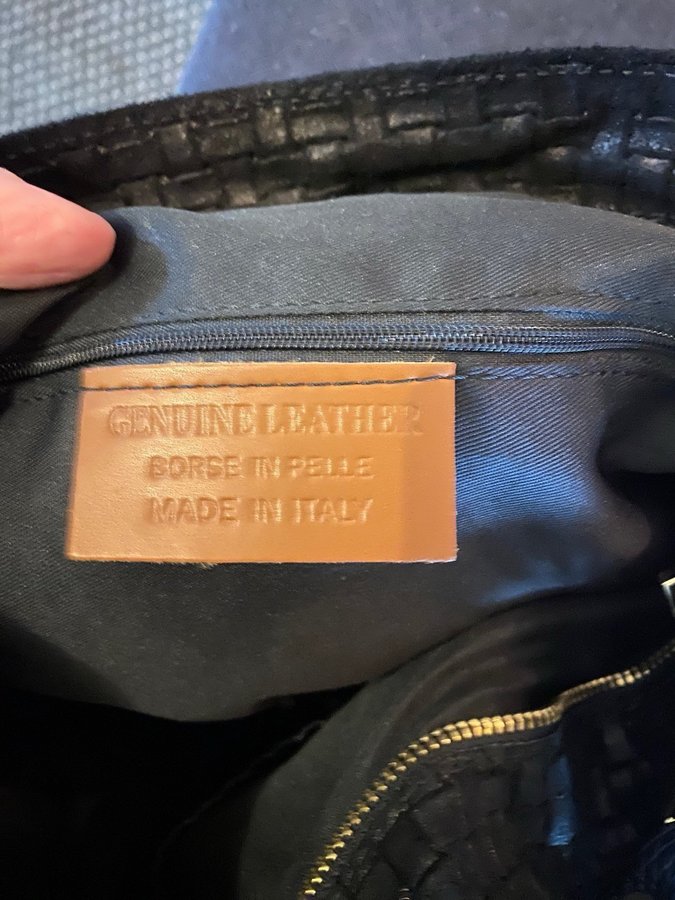 GENUINE LEATHER
BORSE IN PELLE
MADE IN ITALY